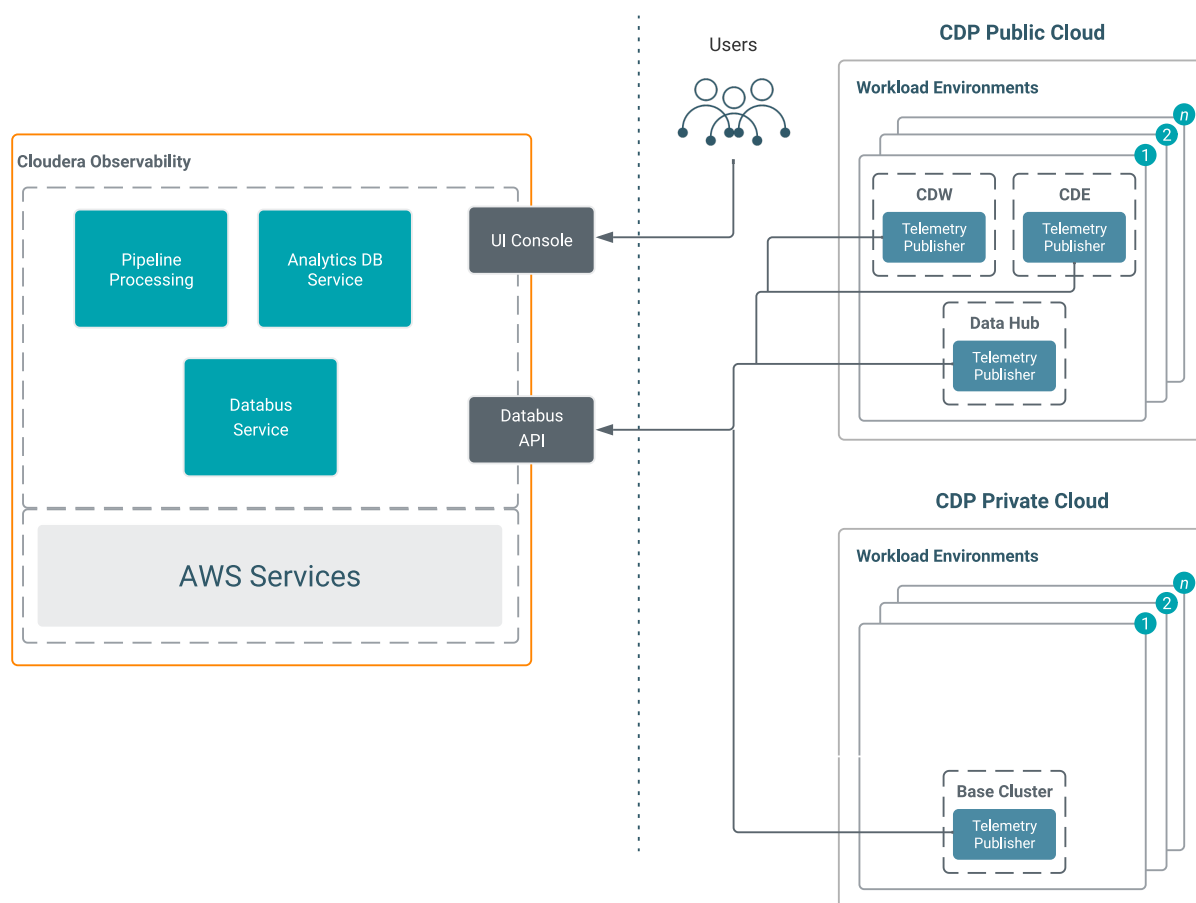 Users
CDP Public Cloud
Workload Environments
n
2
1
Cloudera Observability
CDW
CDE
Telemetry
Publisher
Telemetry
Publisher
UI Console
Pipeline
Processing
Analytics DB
Service
Data Hub
Telemetry
Publisher
Databus
Service
Databus
API
CDP Private Cloud
Workload Environments
n
2
1
AWS Services
Base Cluster
Telemetry
Publisher